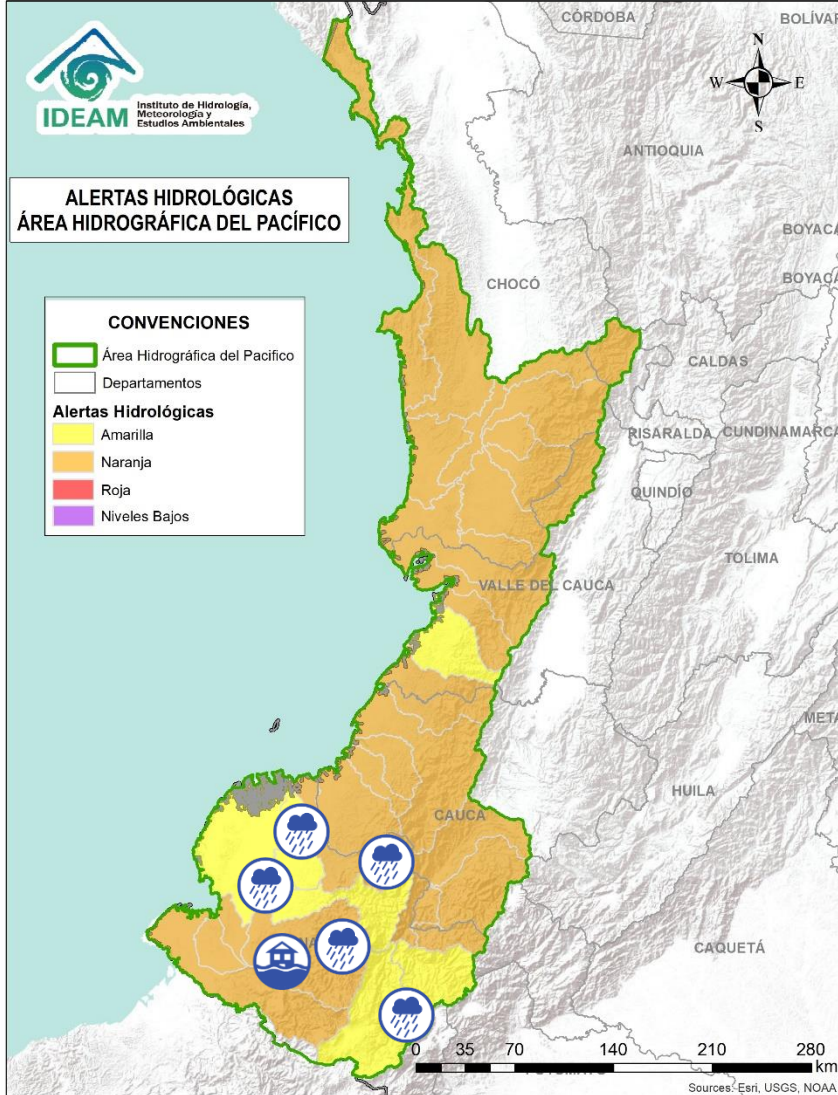 CÓRDOBA
BOLÍVAR
N
W
E
S
IDEAM
Instituto de Hidrología,
Meteorología y
Estudios Ambientales
ANTIOQUIA
ALERTAS HIDROLÓGICAS
ÁREA HIDROGRÁFICA DEL PACÍFICO
BOYACÁ
BOYACÁ
CHOCÓ
CONVENCIONES
Área Hidrográfica del Pacifico
Departamentos
Alertas Hidrológicas
Amarilla
Naranja
Roja
Niveles Bajos
CALDAS
RISARALDA
CUNDINAMARCA
QUINDÍO
TOLIMA
VALLE DEL CAUCA
META
HUILA
CAUCA
CAQUETÁ
0 35 70 140 210 280
km
Sources: Esri, USGS, NOAA